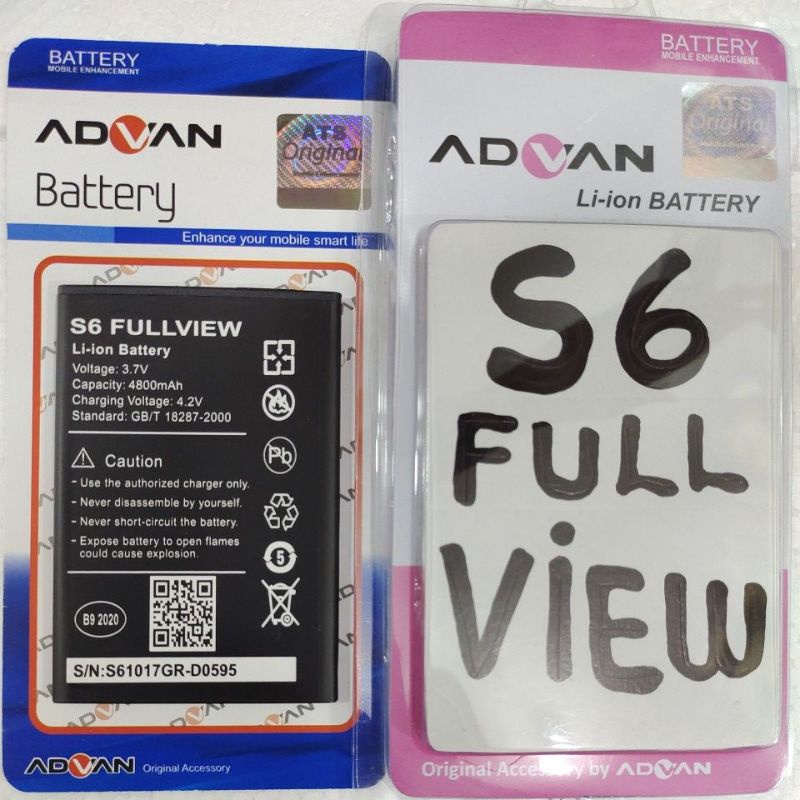 BATTERY
MOBILE ENHANCEMENT
ADVAN
ATS
Original
Battery
Enhance your mobile smart life
S6 FULLVIEW
Li-ion Battery
Voltage: 3.7V
Capacity: 4800mAh
Charging Voltage: 4.2V
Standard: GB/T 18287-2000
Caution
- Use the authorized charger only.
- Never disassemble by yourself.
- Never short-circuit the battery.
- Expose battery to open flames
could cause explosion.
Pb
5
B9 2020
S/N:S61017GR-D0595
ADVAN Original Accessory
BATTERY
MOBILE ENHANCEMENT
ATS
Original
ADVAN
Li-ion BATTERY
S6
FULL
ViEW
Original Accessory by ADVAN